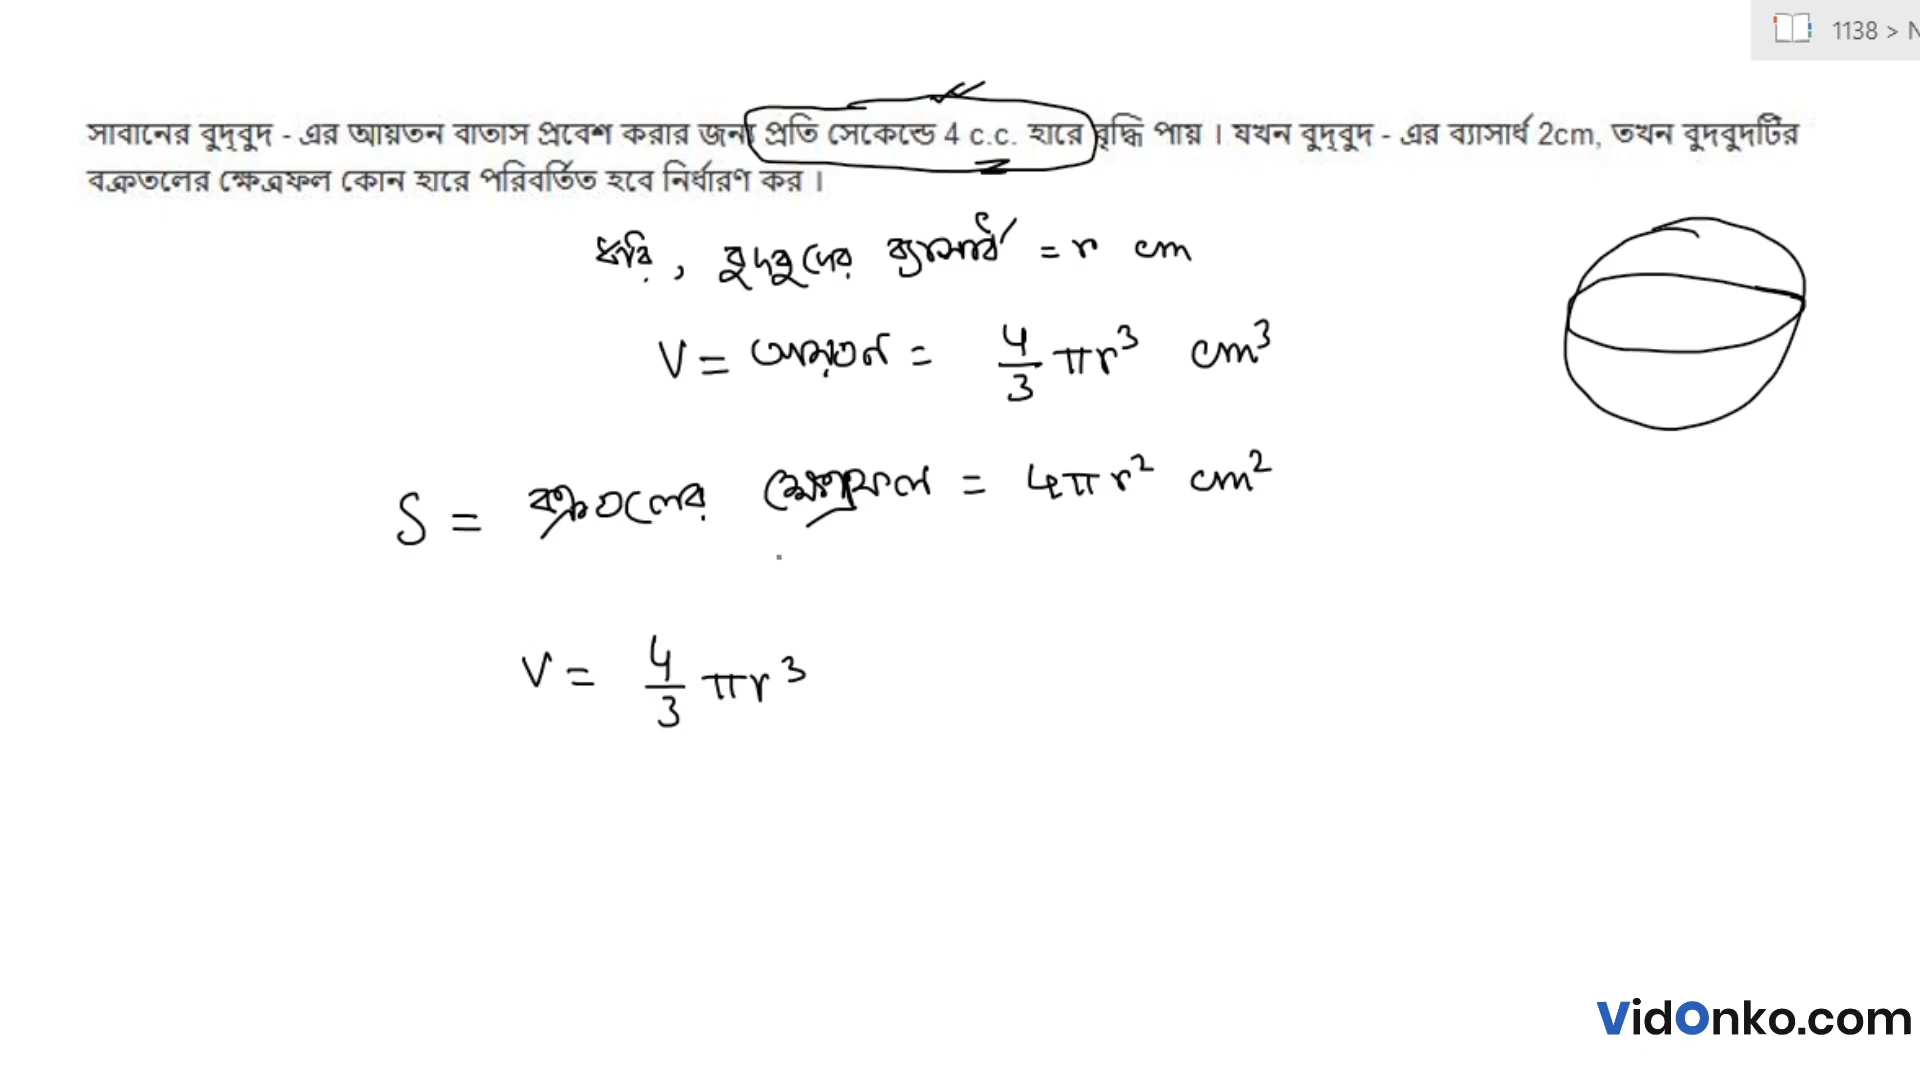 1138 > N
সাবানের বুদ্‌বুদ - এর আয়তন বাতাস প্রবেশ করার জন্য প্রতি সেকেন্ডে 4 c.c. হারে বৃদ্ধি পায় । যখন বুদ্‌বুদ - এর ব্যাসার্ধ 2cm, তখন বুদবুদটির
বক্রতলের ক্ষেত্রফল কোন হারে পরিবর্তিত হবে নির্ধারণ কর ।
ধরি, বুদবুদের ব্যাসার্ধ = r cm
V = আয়তন = 4/3 πr³ cm³
S = বক্রতলের ক্ষেত্রফল = 4πr² cm²
V = 4/3 πr³
VidOnko.com